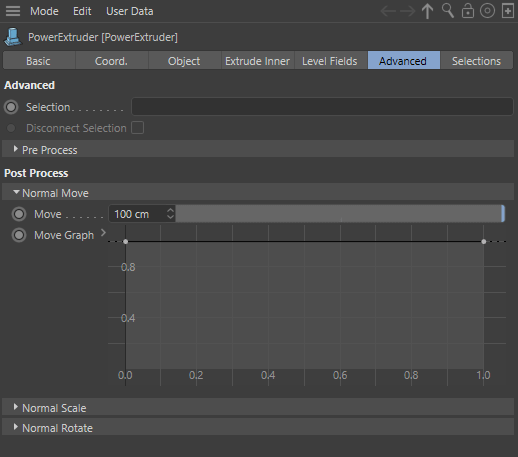 Mode Edit User Data
PowerExtruder [PowerExtruder]
Basic Coord. Object Extrude Inner Level Fields Advanced Selections
Advanced
Selection. . . . . . . .
Disconnect Selection
Pre Process
Post Process
Normal Move
Move . . . . . . 100 cm
Move Graph
0.8
0.4
0.0 0.2 0.4 0.6 0.8 1.0
Normal Scale
Normal Rotate